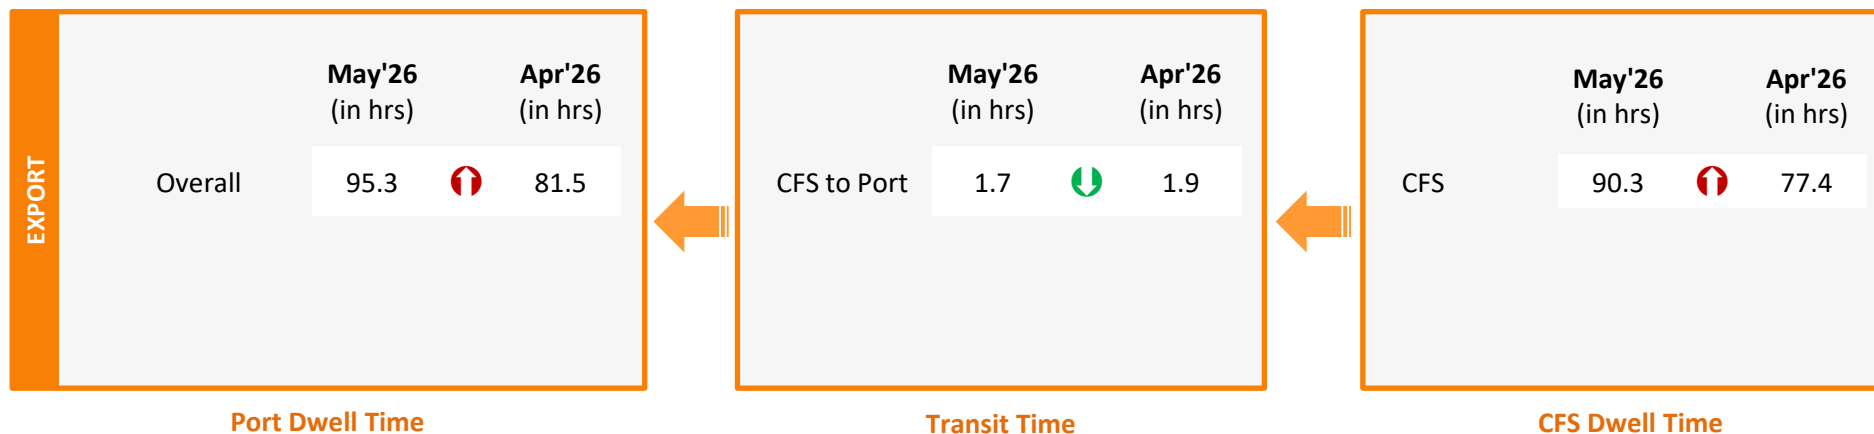 EXPORT
May'26 Apr'26
(in hrs) (in hrs)
Overall 95.3 81.5
Port Dwell Time
May'26 Apr'26
(in hrs) (in hrs)
CFS to Port 1.7 1.9
Transit Time
May'26 Apr'26
(in hrs) (in hrs)
CFS 90.3 77.4
CFS Dwell Time